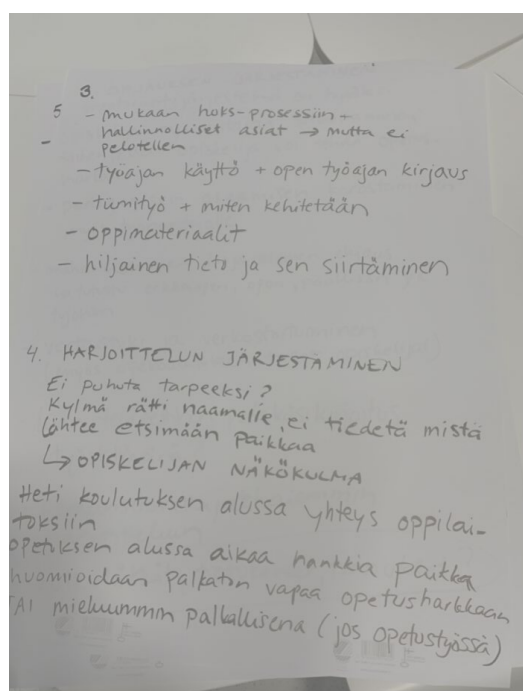 3.
5 - mukaan hoks-prosessiin +
hallinnolliset asiat → mutta ei
- pelotellen
- työajan käyttö + open työajan kirjaus
- tiimityö + miten kehitetään
- oppimateriaalit
- hiljainen tieto ja sen siirtäminen
4. HARJOITTELUN JÄRJESTÄMINEN
Ei puhuta tarpeeksi?
Kylmä rätti naamalle, ei tiedetä mistä
lähtee etsimään paikkaa
↳ OPISKELIJAN NÄKÖKULMA
Heti koulutuksen alussa yhteys oppilai-
toksiin
opetuksen alussa aikaa hankkia paikka
huomioidaan palkaton vapaa opetusharkkaan
TAI mieluummin palkallisena (jos opetustyössä)